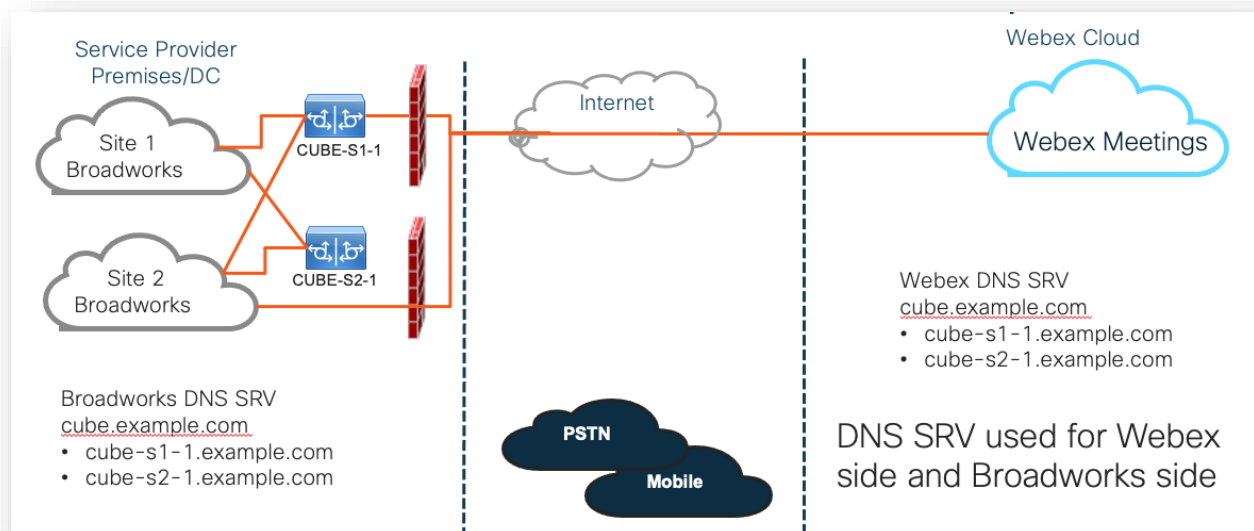 Service Provider
Premises/DC
Site 1
Broadworks
CUBE-S1-1
Site 2
Broadworks
CUBE-S2-1
Internet
Webex Cloud
Webex Meetings
Broadworks DNS SRV
cube.example.com
• cube-s1-1.example.com
• cube-s2-1.example.com
PSTN
Mobile
Webex DNS SRV
cube.example.com
• cube-s1-1.example.com
• cube-s2-1.example.com
DNS SRV used for Webex
side and Broadworks side